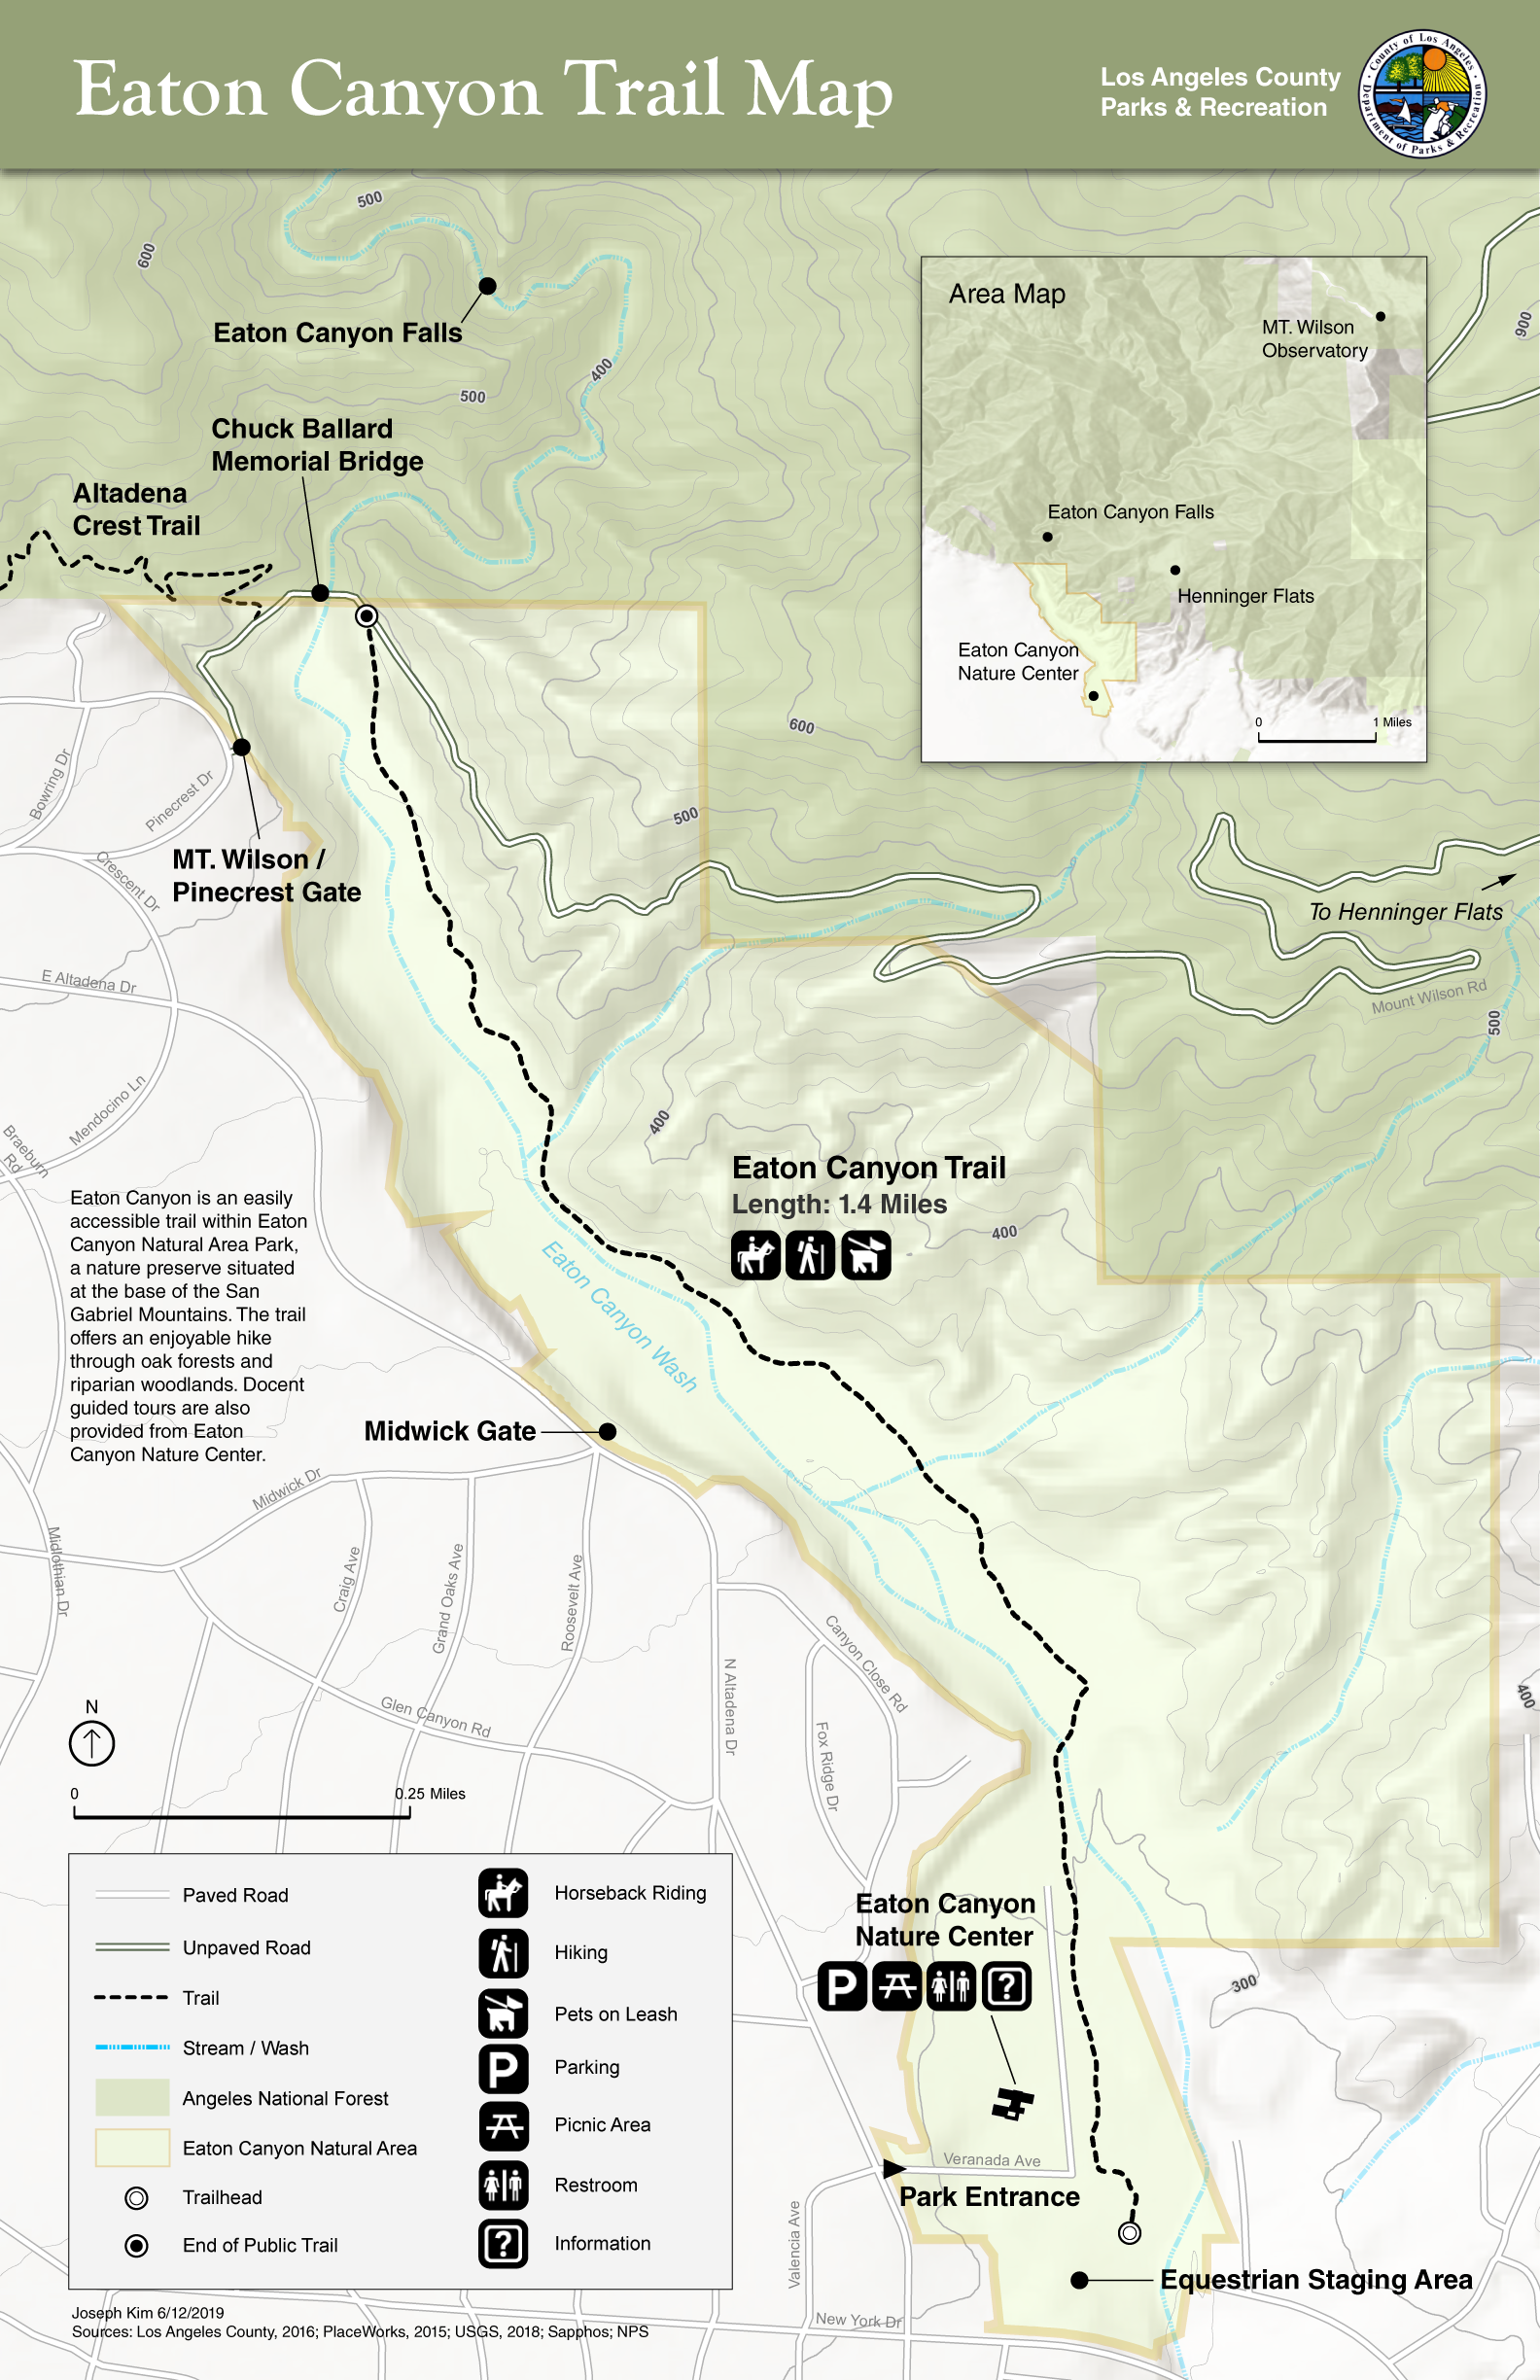 Eaton Canyon Trail Map
Los Angeles County
Parks & Recreation
County of Los Angeles
Department of Parks & Recreation
500
600
900
Eaton Canyon Falls
400
500
Chuck Ballard
Memorial Bridge
Altadena
Crest Trail
Area Map
MT. Wilson
Observatory
Eaton Canyon Falls
Henninger Flats
Eaton Canyon
Nature Center
0
1 Miles
600
500
Bowring Dr
Pinecrest Dr
Crescent Dr
MT. Wilson /
Pinecrest Gate
To Henninger Flats
Mount Wilson Rd
500
E Altadena Dr
Mendocino Ln
Braeburn
Rd
400
Eaton Canyon Trail
Length: 1.4 Miles
400
Eaton Canyon is an easily
accessible trail within Eaton
Canyon Natural Area Park,
a nature preserve situated
at the base of the San
Gabriel Mountains. The trail
offers an enjoyable hike
through oak forests and
riparian woodlands. Docent
guided tours are also
provided from Eaton
Canyon Nature Center.
Eaton Canyon Wash
Midwick Gate
Midwick Dr
Midlothian Dr
Craig Ave
Grand Oaks Ave
Roosevelt Ave
Glen Canyon Rd
N Altadena Dr
Canyon Close Rd
Fox Ridge Dr
400
N
0
0.25 Miles
Paved Road
Unpaved Road
Trail
Stream / Wash
Angeles National Forest
Eaton Canyon Natural Area
Trailhead
End of Public Trail
Horseback Riding
Hiking
Pets on Leash
P
Parking
Picnic Area
Restroom
?
Information
Eaton Canyon
Nature Center
P
?
300
Veranada Ave
Park Entrance
Valencia Ave
Equestrian Staging Area
New York Dr
Joseph Kim 6/12/2019
Sources: Los Angeles County, 2016; PlaceWorks, 2015; USGS, 2018; Sapphos; NPS